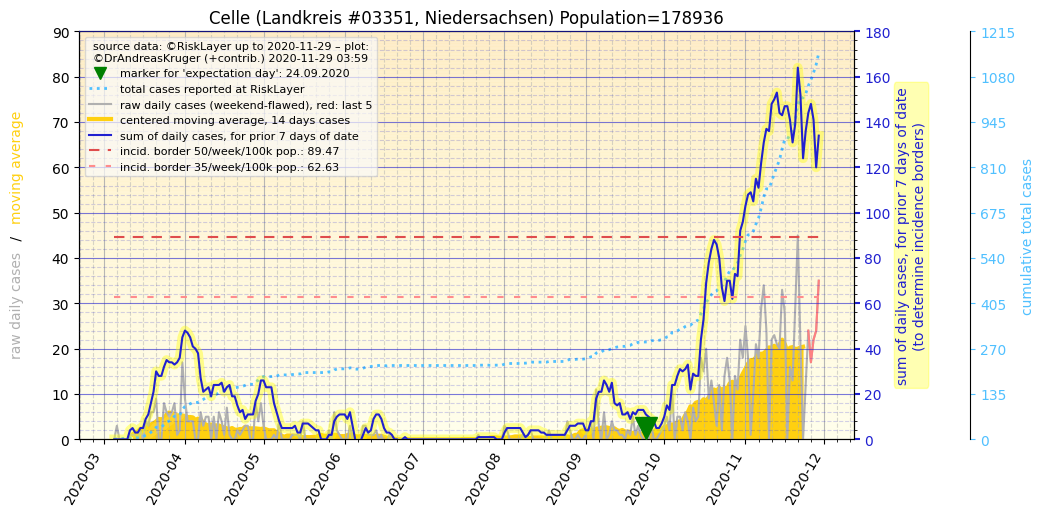 Celle (Landkreis #03351, Niedersachsen) Population=178936
source data: ©RiskLayer up to 2020-11-29 – plot:
©DrAndreasKruger (+contrib.) 2020-11-29 03:59
marker for 'expectation day': 24.09.2020
total cases reported at RiskLayer
raw daily cases (weekend-flawed), red: last 5
centered moving average, 14 days cases
sum of daily cases, for prior 7 days of date
incid. border 50/week/100k pop.: 89.47
incid. border 35/week/100k pop.: 62.63
raw daily cases / moving average
90
80
70
60
50
40
30
20
10
0
180
160
140
120
100
80
60
40
20
0
sum of daily cases, for prior 7 days of date
(to determine incidence borders)
1215
1080
945
810
675
540
405
270
135
0
cumulative total cases
2020-03
2020-04
2020-05
2020-06
2020-07
2020-08
2020-09
2020-10
2020-11
2020-12